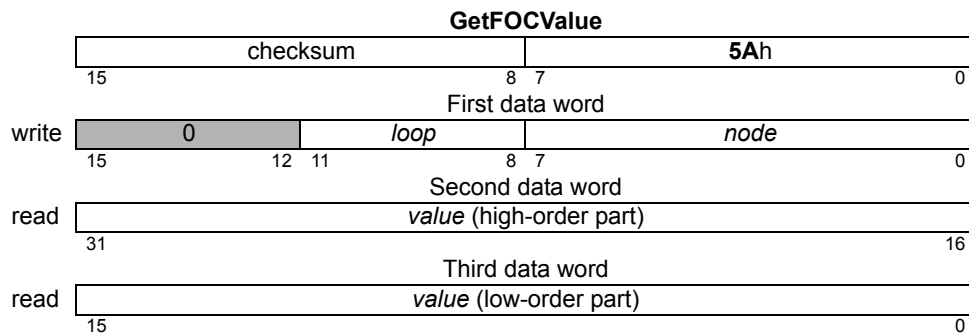 GetFOCValue
checksum 5Ah
15 8 7 0
First data word
write 0 loop node
15 12 11 8 7 0
Second data word
read value (high-order part)
31 16
Third data word
read value (low-order part)
15 0